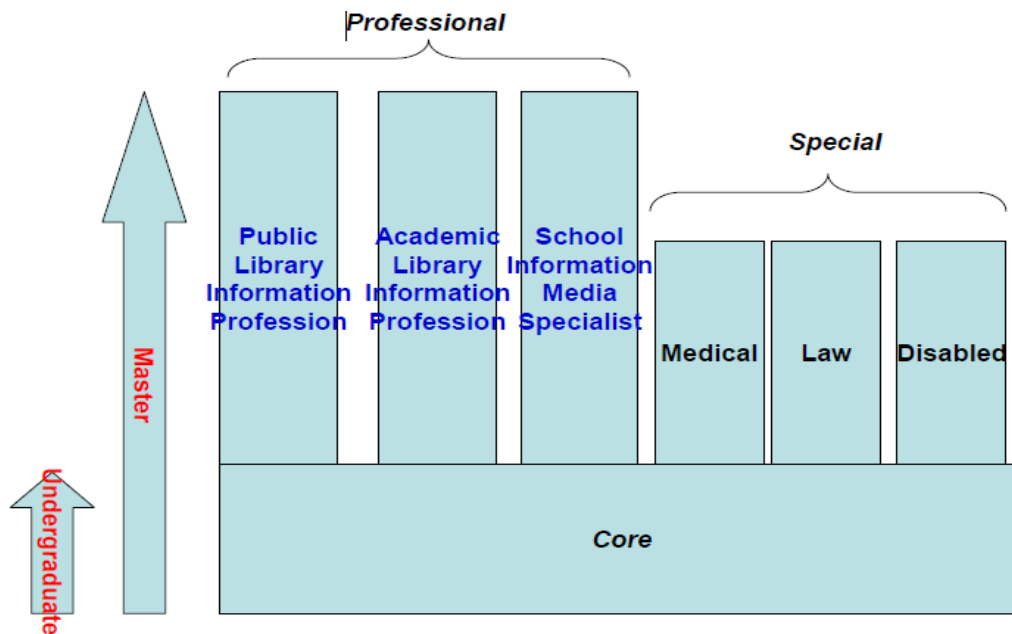 Professional
Special
Public
Library
Information
Profession
Academic
Library
Information
Profession
School
Information
Media
Specialist
Medical
Law
Disabled
Master
Undergraduate
Core